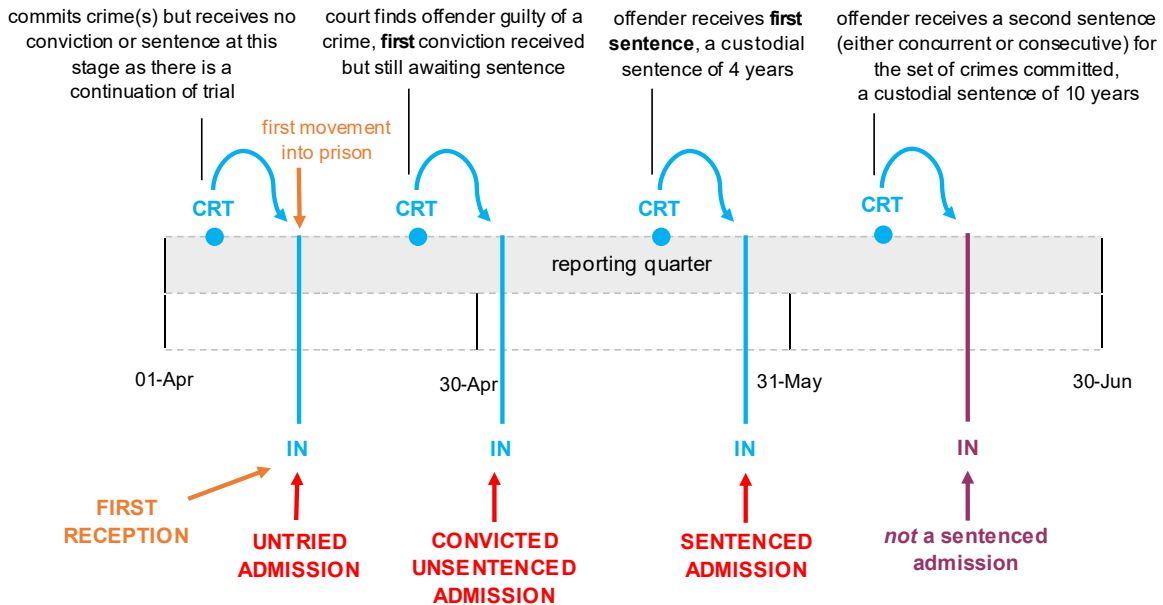 commits crime(s) but receives no
conviction or sentence at this
stage as there is a
continuation of trial
court finds offender guilty of a
crime, first conviction received
but still awaiting sentence
offender receives first
sentence, a custodial
sentence of 4 years
offender receives a second sentence
(either concurrent or consecutive) for
the set of crimes committed,
a custodial sentence of 10 years
first movement
into prison
CRT
CRT
CRT
CRT
reporting quarter
01-Apr
30-Apr
31-May
30-Jun
IN
IN
IN
IN
FIRST
RECEPTION
UNTRIED
ADMISSION
CONVICTED
UNSENTENCED
ADMISSION
SENTENCED
ADMISSION
not a sentenced
admission